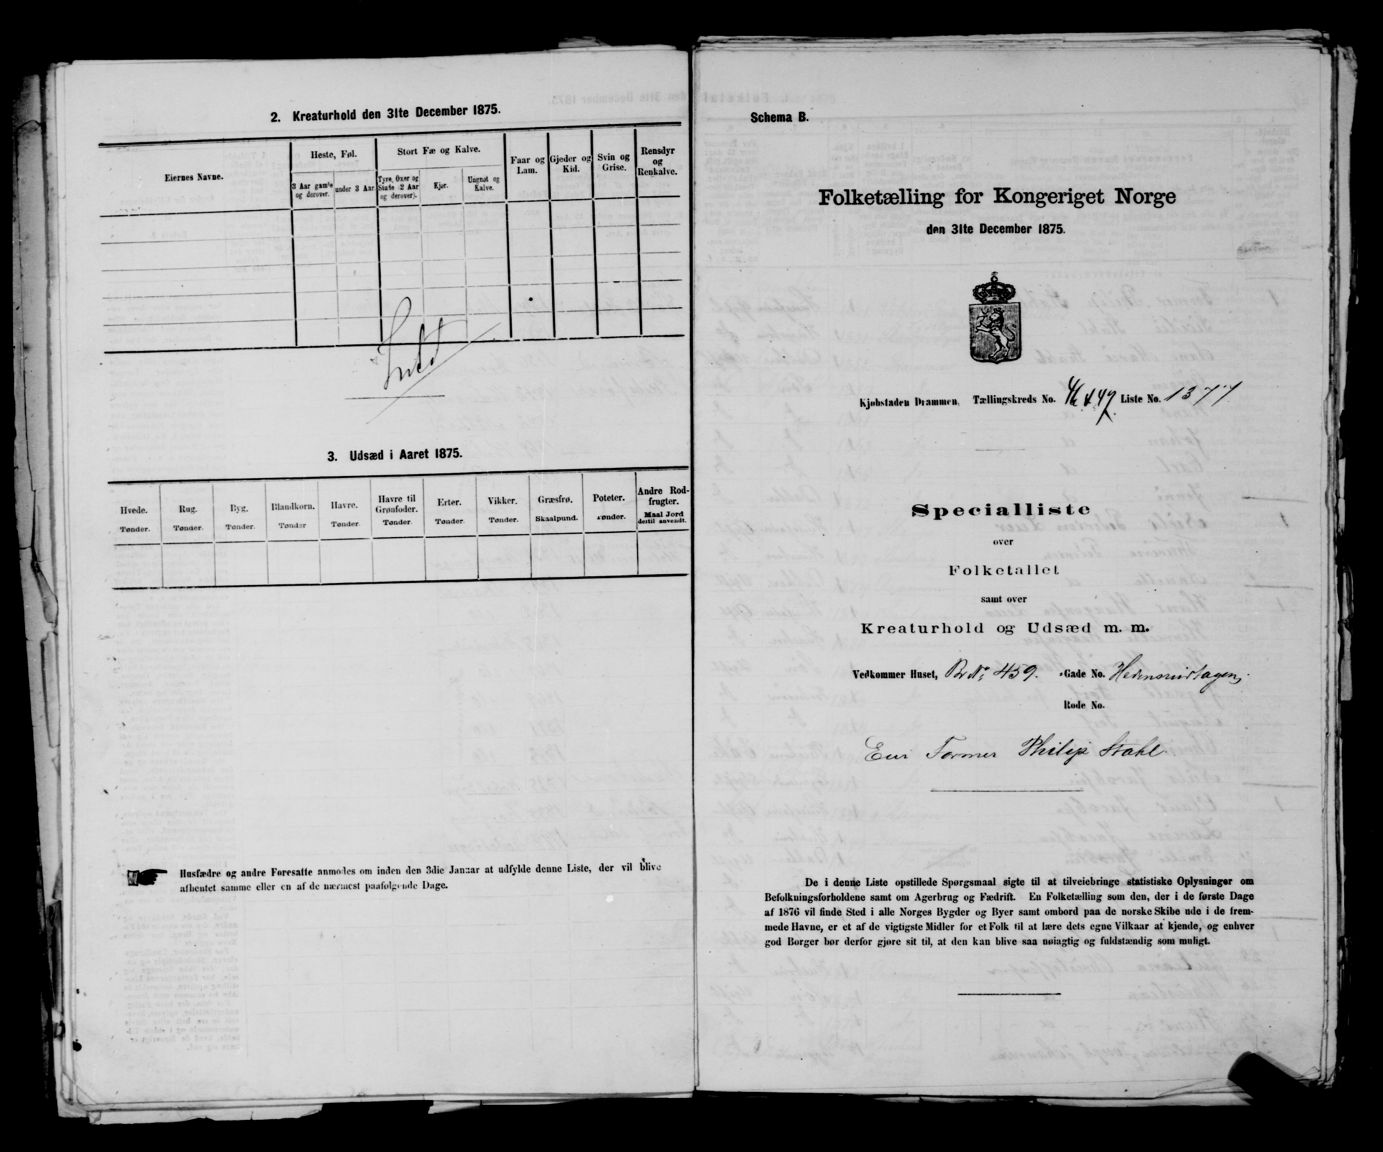 2. Kreaturhold den 31te December 1875.
Eiernes Navne.
Heste, Føl.
3 Aar gamle og derover.
under 3 Aar.
Stort Fæ og Kalve.
Tyre, Oxer og Stude (2 Aar og derover).
Kjør.
Ungnøt og Kalve.
Faar og Lam.
Gjeder og Kid.
Svin og Grise.
Rensdyr og Renkalve.
3. Udsæd i Aaret 1875.
Hvede. Tønder.
Rug. Tønder.
Byg. Tønder.
Blandkorn. Tønder
Havre. Tønder.
Havre til Grønfoder. Tønder.
Erter. Tønder.
Vikker. Tønder.
Græsfrø. Skaalpund.
Poteter. Tønder.
Andre Rodfrugter. Maal Jord dertil anvendt.
Husfædre og andre Foresatte anmodes om inden den 3die Januar at udfylde denne Liste, der vil blive
afhentet samme eller en af de nærmest paafølgende Dage.
Schema B.
Folketælling for Kongeriget Norge
den 31te December 1875.
Kjøbstaden Drammen. Tællingskreds No. Liste No. 1377
Specialliste
over
Folketallet
samt over
Kreaturhold og Udsæd m. m.
Vedkommer Huset, Br No. 459. Gade No.
Rode No.
Eier Philip Stahl
De i denne Liste opstillede Spørgsmaal sigte til at tilveiebringe statistiske Oplysninger om
Befolkningsforholdene samt om Agerbrug og Fædrift. En Folketælling som den, der i de første Dage
af 1876 vil finde Sted i alle Norges Bygder og Byer samt ombord paa de norske Skibe ude i de frem-
mede Havne, er et af de vigtigste Midler for et Folk til at lære dets egne Vilkaar at kjende, og enhver
god Borger bør derfor gjøre sit til, at den kan blive saa nøiagtig og fuldstændig som muligt.